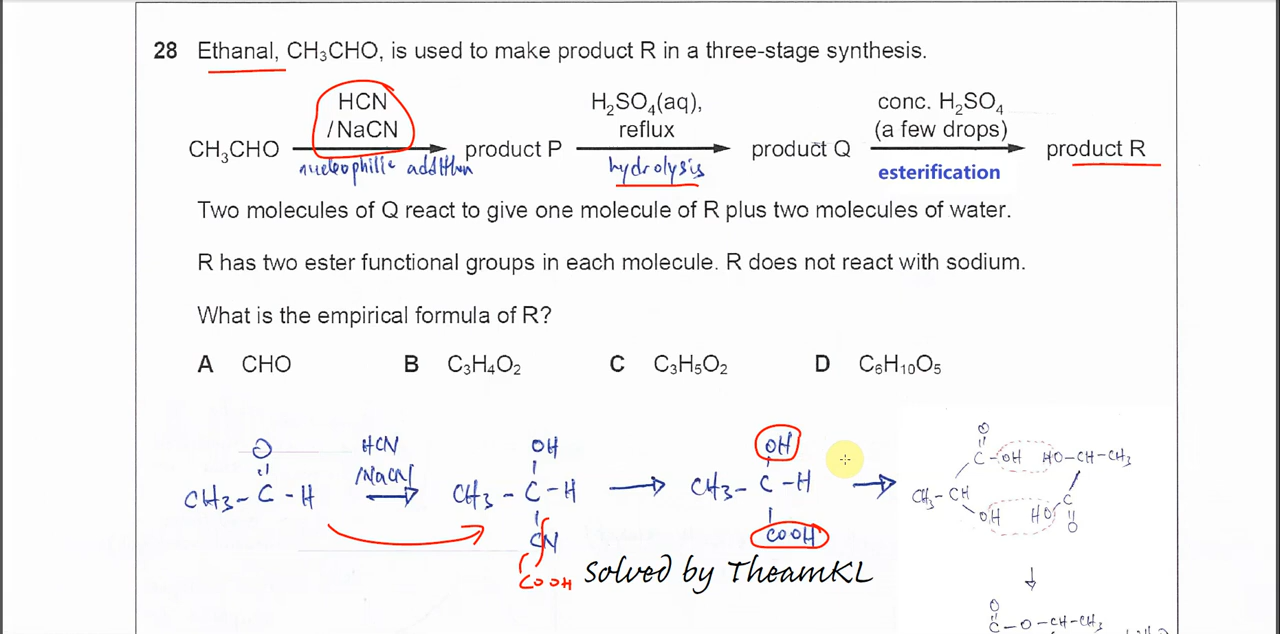 28 Ethanal, CH₃CHO, is used to make product R in a three-stage synthesis.
HCN H₂SO₄(aq), conc. H₂SO₄
/NaCN reflux (a few drops)
CH₃CHO product P product Q product R
nucleophilic addition hydrolysis esterification
Two molecules of Q react to give one molecule of R plus two molecules of water.
R has two ester functional groups in each molecule. R does not react with sodium.
What is the empirical formula of R?
A CHO B C₃H₄O₂ C C₃H₅O₂ D C₆H₁₀O₅
O HCN OH OH O
/NaCN C-OH HO-CH-CH₃
CH₃-C-H CH₃-C-H CH₃-C-H CH₃-CH C
CN COOH OH HO O
COOH Solved by TheamKL
O
C-O-CH-CH₃